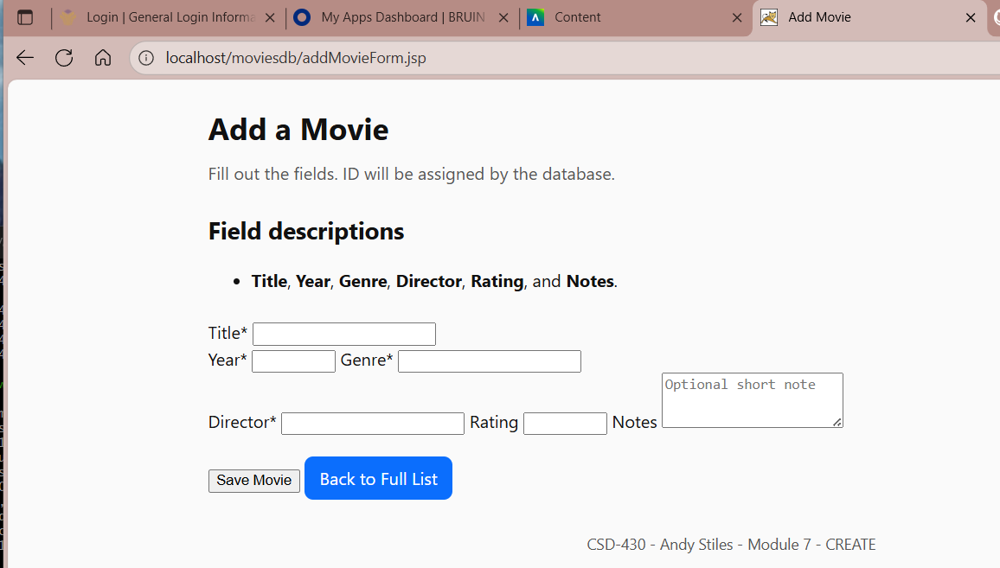 Login | General Login Informa
My Apps Dashboard | BRUIN
Content
Add Movie
localhost/moviesdb/addMovieForm.jsp
Add a Movie
Fill out the fields. ID will be assigned by the database.
Field descriptions
• Title, Year, Genre, Director, Rating, and Notes.
Title*
Year* Genre*
Optional short note
Director* Rating Notes
Save Movie Back to Full List
CSD-430 - Andy Stiles - Module 7 - CREATE